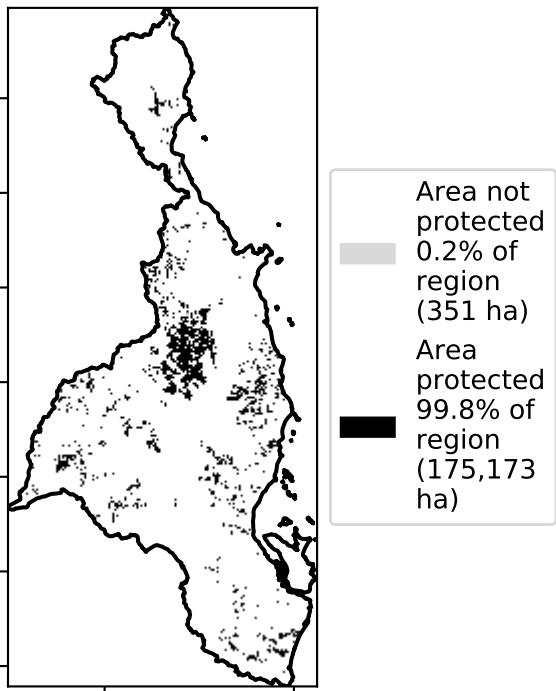 Area not
protected
0.2% of
region
(351 ha)
Area
protected
99.8% of
region
(175,173
ha)